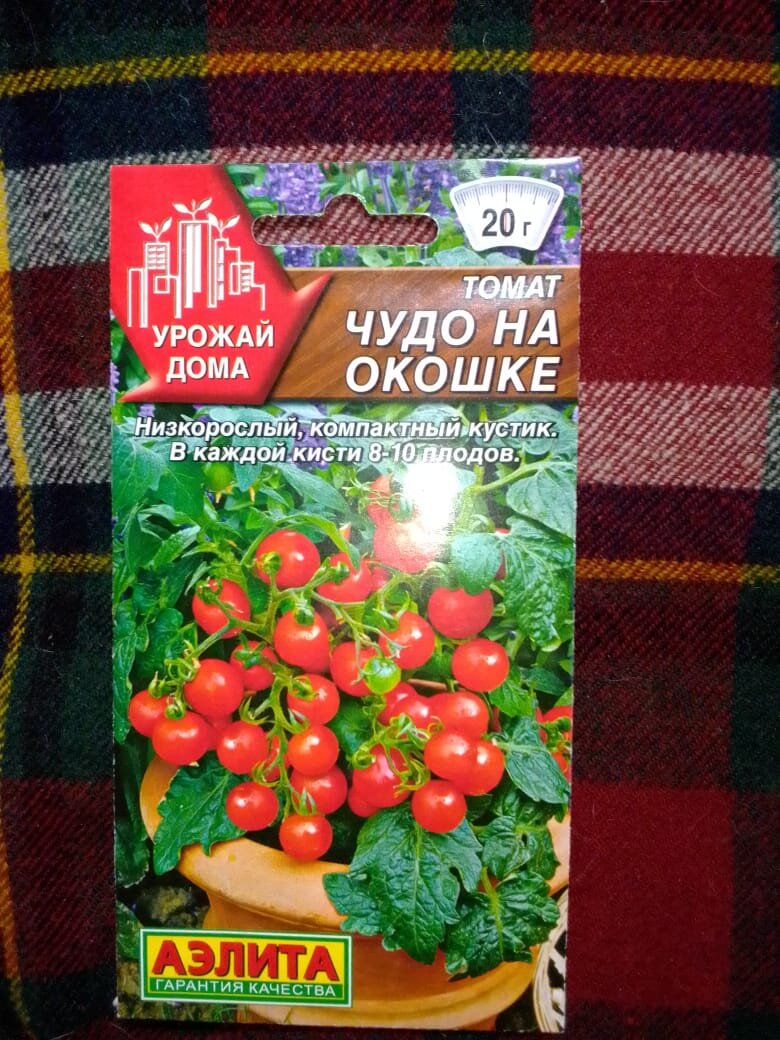 20 г
ТОМАТ
ЧУДО НА
ОКОШКЕ
УРОЖАЙ
ДОМА
Низкорослый, компактный кустик.
В каждой кисти 8-10 плодов.
АЭЛИТА
ГАРАНТИЯ КАЧЕСТВА